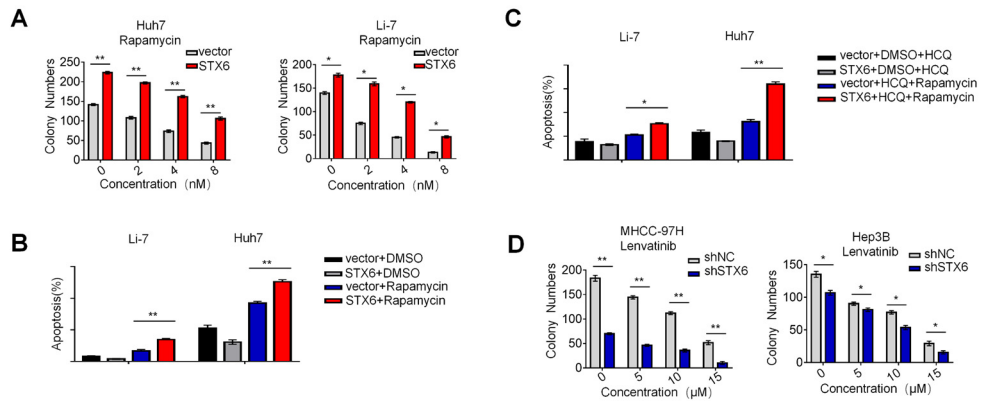 A
Huh7
Rapamycin
vector
STX6
**
**
**
**
Colony Numbers
250
200
150
100
50
0
0
2
4
8
Concentration (nM)
Li-7
Rapamycin
vector
STX6
*
*
*
*
Colony Numbers
200
150
100
50
0
0
2
4
8
Concentration (nM)
B
Li-7
Huh7
vector+DMSO
STX6+DMSO
vector+Rapamycin
STX6+Rapamycin
**
**
Apoptosis(%)
C
Li-7
Huh7
vector+DMSO+HCQ
STX6+DMSO+HCQ
vector+HCQ+Rapamycin
STX6+HCQ+Rapamycin
*
**
Apoptosis(%)
D
MHCC-97H
Lenvatinib
shNC
shSTX6
**
**
**
**
Colony Numbers
200
150
100
50
0
0
5
10
15
Concentration (μM)
Hep3B
Lenvatinib
shNC
shSTX6
*
*
*
*
Colony Numbers
150
100
50
0
0
5
10
15
Concentration (μM)